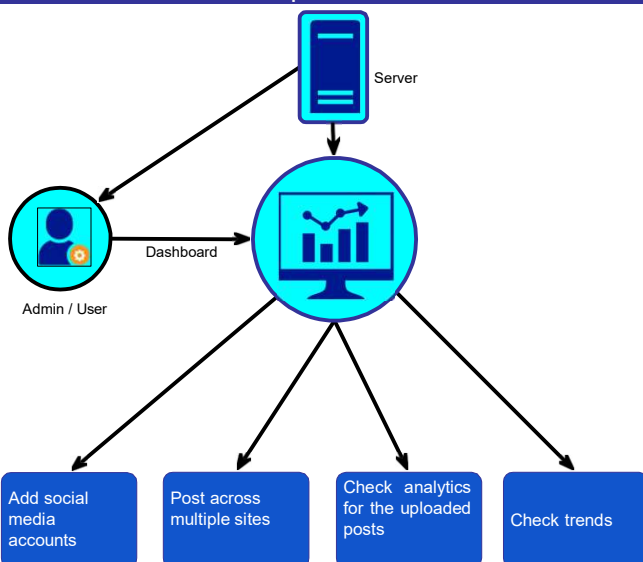 Server
Dashboard
Admin / User
Add social
media
accounts
Post across
multiple sites
Check analytics
for the uploaded
posts
Check trends